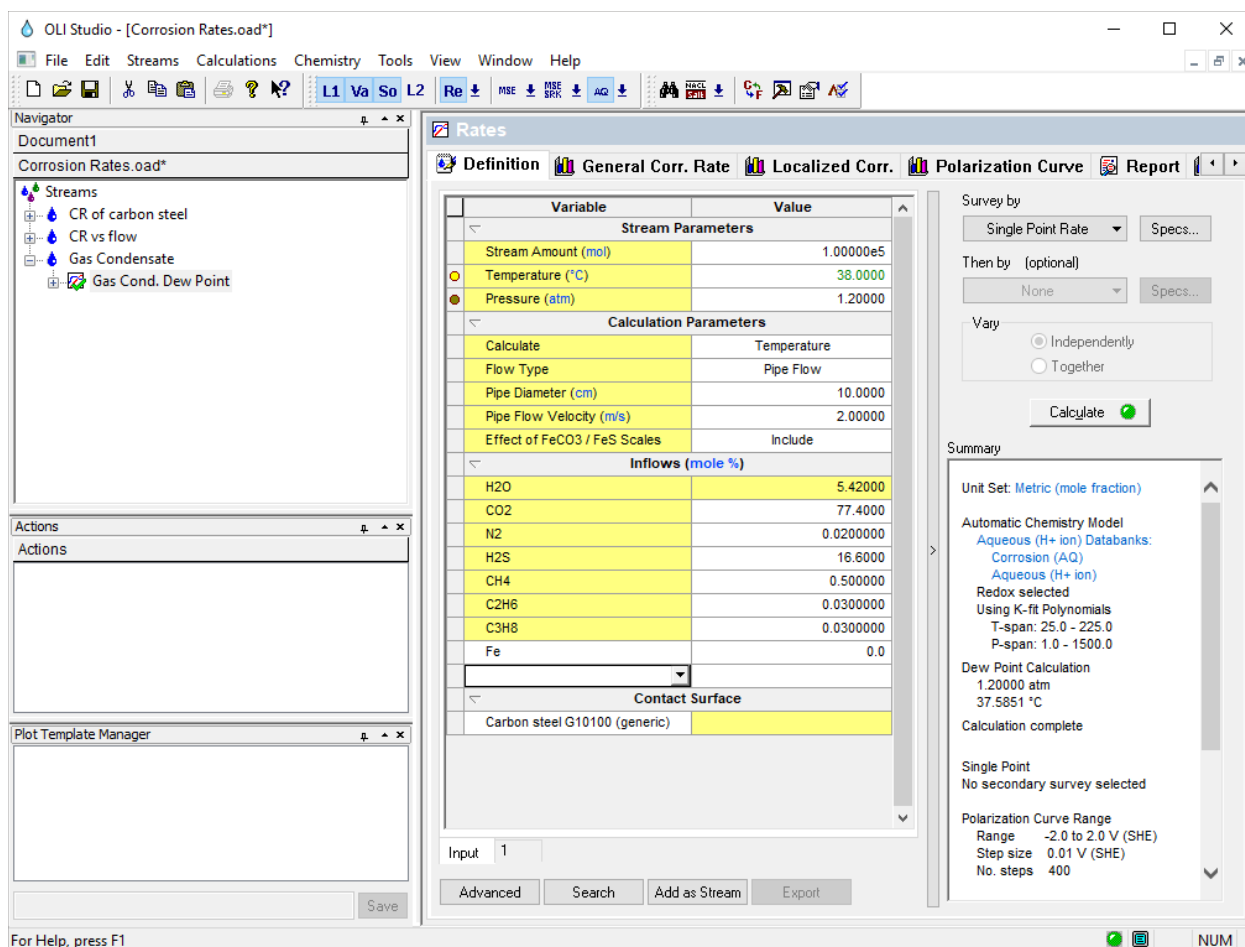 OLI Studio - [Corrosion Rates.oad*]
File Edit Streams Calculations Chemistry Tools View Window Help
L1 Va So L2 Re MSE MSE SRK AQ NACL Salt
Navigator
Document1
Corrosion Rates.oad*
Streams
CR of carbon steel
CR vs flow
Gas Condensate
Gas Cond. Dew Point
Actions
Actions
Plot Template Manager
Save
Rates
Definition General Corr. Rate Localized Corr. Polarization Curve Report
Variable Value
Stream Parameters
Stream Amount (mol) 1.00000e5
Temperature (°C) 38.0000
Pressure (atm) 1.20000
Calculation Parameters
Calculate Temperature
Flow Type Pipe Flow
Pipe Diameter (cm) 10.0000
Pipe Flow Velocity (m/s) 2.00000
Effect of FeCO3 / FeS Scales Include
Inflows (mole %)
H2O 5.42000
CO2 77.4000
N2 0.0200000
H2S 16.6000
CH4 0.500000
C2H6 0.0300000
C3H8 0.0300000
Fe 0.0
Contact Surface
Carbon steel G10100 (generic)
Input 1
Advanced Search Add as Stream Export
Survey by
Single Point Rate Specs...
Then by (optional)
None Specs...
Vary
Independently
Together
Calculate
Summary
Unit Set: Metric (mole fraction)
Automatic Chemistry Model
Aqueous (H+ ion) Databanks:
Corrosion (AQ)
Aqueous (H+ ion)
Redox selected
Using K-fit Polynomials
T-span: 25.0 - 225.0
P-span: 1.0 - 1500.0
Dew Point Calculation
1.20000 atm
37.5851 °C
Calculation complete
Single Point
No secondary survey selected
Polarization Curve Range
Range -2.0 to 2.0 V (SHE)
Step size 0.01 V (SHE)
No. steps 400
For Help, press F1
NUM